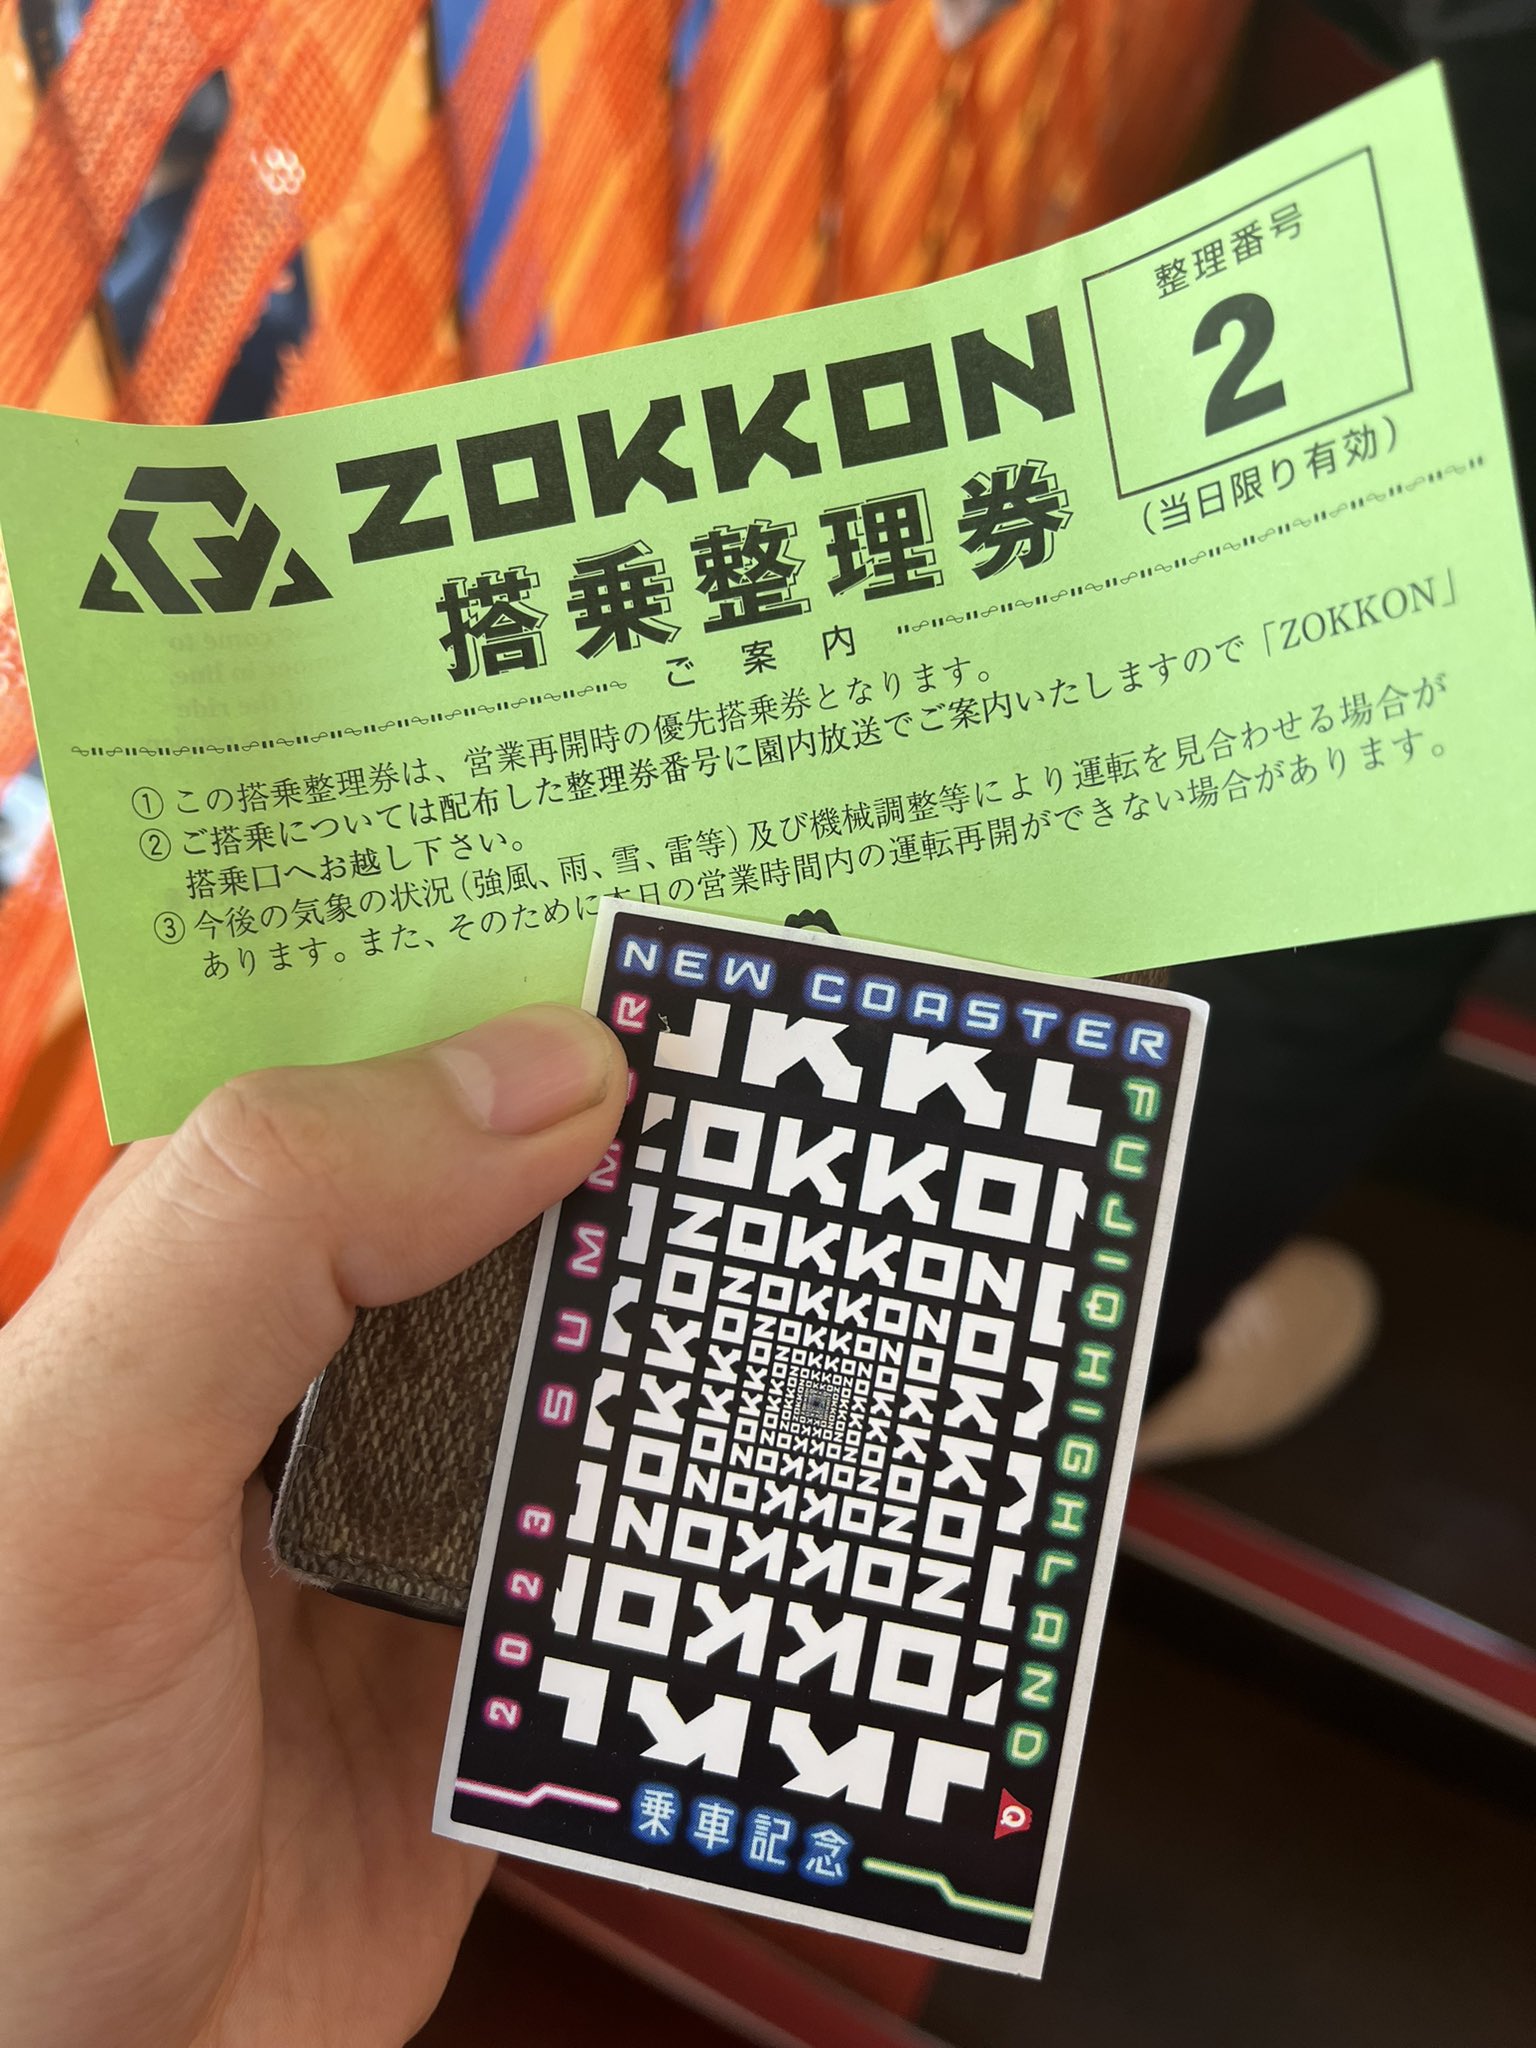 ZOKKON
搭乗整理券
整理番号
2
(当日限り有効)
ご案内
① この搭乗整理券は、営業再開時の優先搭乗券となります。
② ご搭乗については配布した整理券番号に園内放送でご案内いたしますので「ZOKKON」
搭乗口へお越し下さい。
③ 今後の気象の状況(強風、雨、雪、雷等)及び機械調整等により運転を見合わせる場合が
あります。また、そのために本日の営業時間内の運転再開ができない場合があります。
NEW COASTER
FUJI-Q HIGHLAND
2023 SUMMER
ZOKKON
ZOKKON
ZOKKON
乗車記念
Q